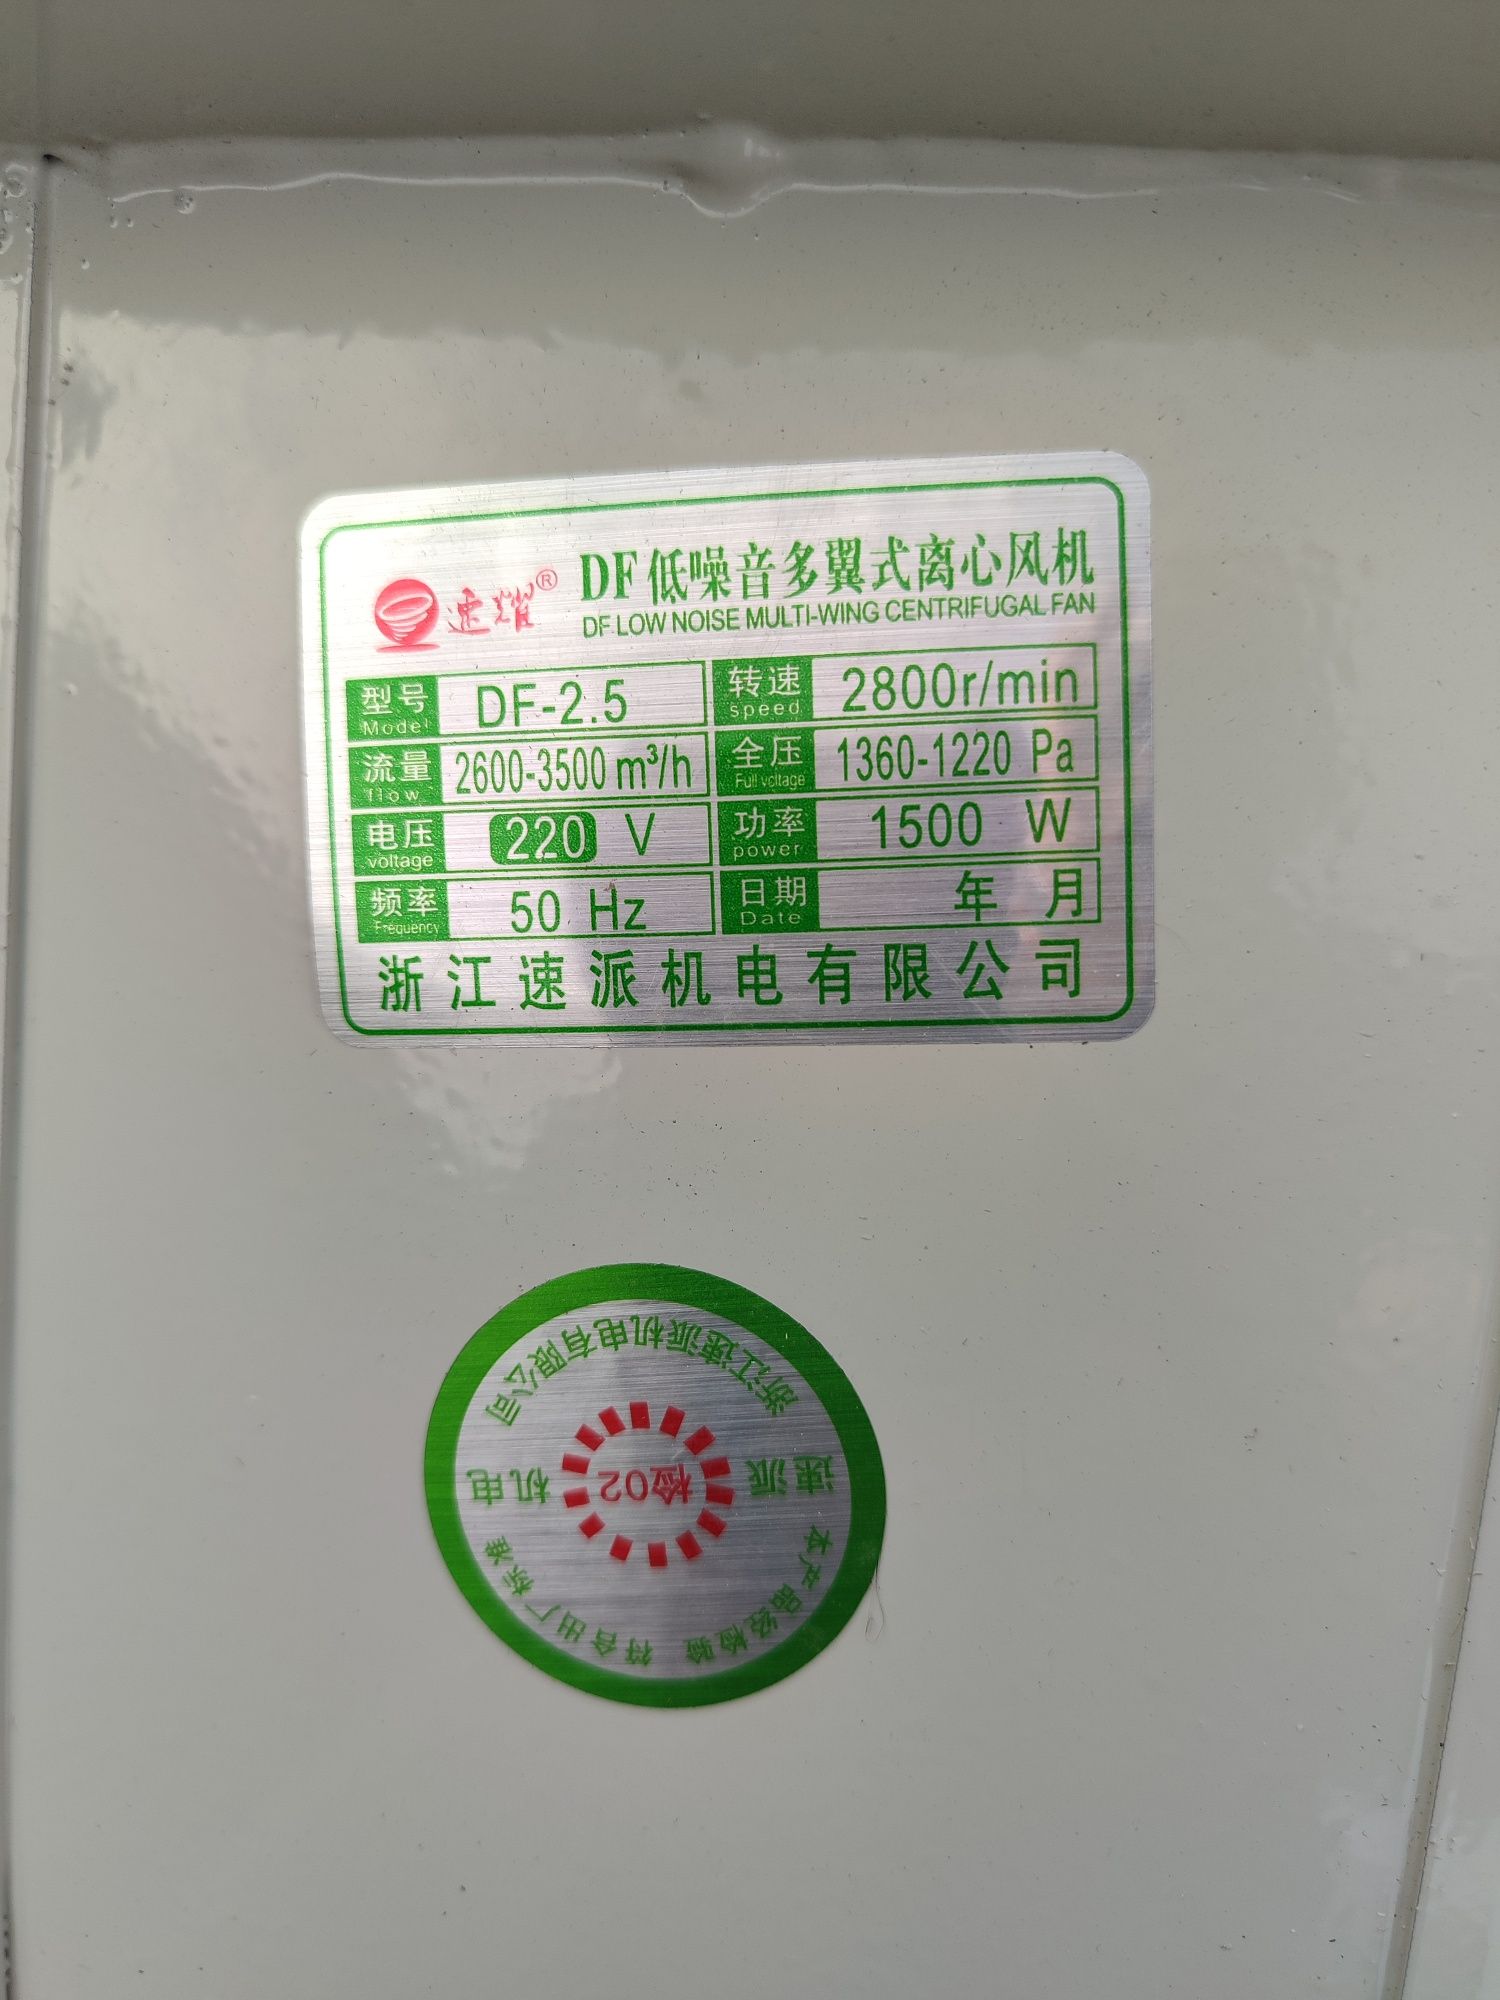 速耀®
DF低噪音多翼式离心风机
DF LOW NOISE MULTI-WING CENTRIFUGAL FAN
型号 DF-2.5 转速 2800r/min
Model speed
流量 2600-3500 m³/h 全压 1360-1220 Pa
flow Full voltage
电压 220 V 功率 1500 W
voltage power
频率 50 Hz 日期 年 月
Frequency Date
浙江速派机电有限公司
浙江速派机电有限公司
速派 检02 机电
本产品经检验 符合出厂标准